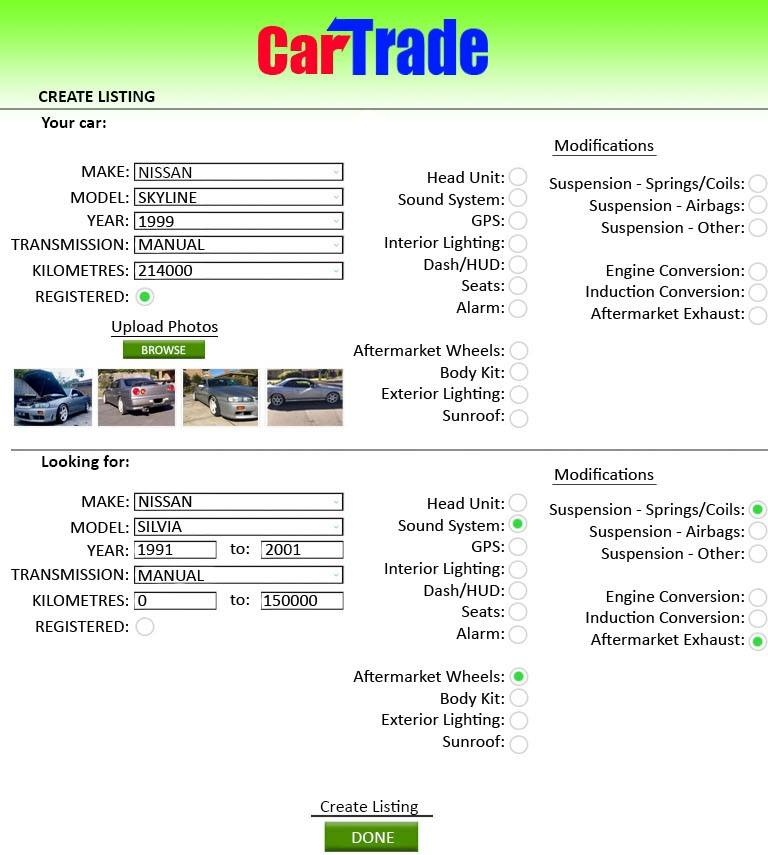 CarTrade
CREATE LISTING
Your car:
MAKE: NISSAN
MODEL: SKYLINE
YEAR: 1999
TRANSMISSION: MANUAL
KILOMETRES: 214000
REGISTERED:
Upload Photos
BROWSE
Head Unit:
Sound System:
GPS:
Interior Lighting:
Dash/HUD:
Seats:
Alarm:
Aftermarket Wheels:
Body Kit:
Exterior Lighting:
Sunroof:
Modifications
Suspension - Springs/Coils:
Suspension - Airbags:
Suspension - Other:
Engine Conversion:
Induction Conversion:
Aftermarket Exhaust:
Looking for:
MAKE: NISSAN
MODEL: SILVIA
YEAR: 1991 to: 2001
TRANSMISSION: MANUAL
KILOMETRES: 0 to: 150000
REGISTERED:
Head Unit:
Sound System:
GPS:
Interior Lighting:
Dash/HUD:
Seats:
Alarm:
Aftermarket Wheels:
Body Kit:
Exterior Lighting:
Sunroof:
Modifications
Suspension - Springs/Coils:
Suspension - Airbags:
Suspension - Other:
Engine Conversion:
Induction Conversion:
Aftermarket Exhaust:
Create Listing
DONE